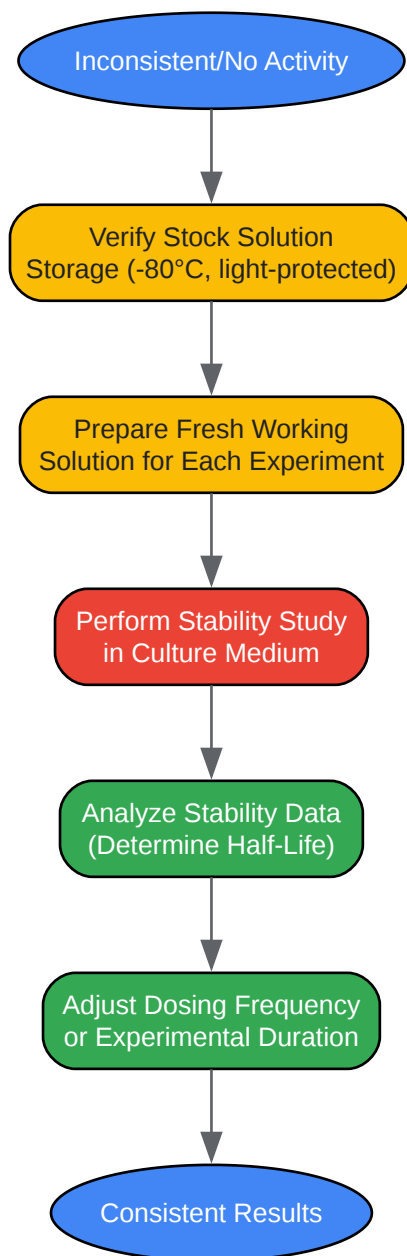 Inconsistent/No Activity
Verify Stock Solution
Storage (-80°C, light-protected)
Prepare Fresh Working
Solution for Each Experiment
Perform Stability Study
in Culture Medium
Analyze Stability Data
(Determine Half-Life)
Adjust Dosing Frequency
or Experimental Duration
Consistent Results